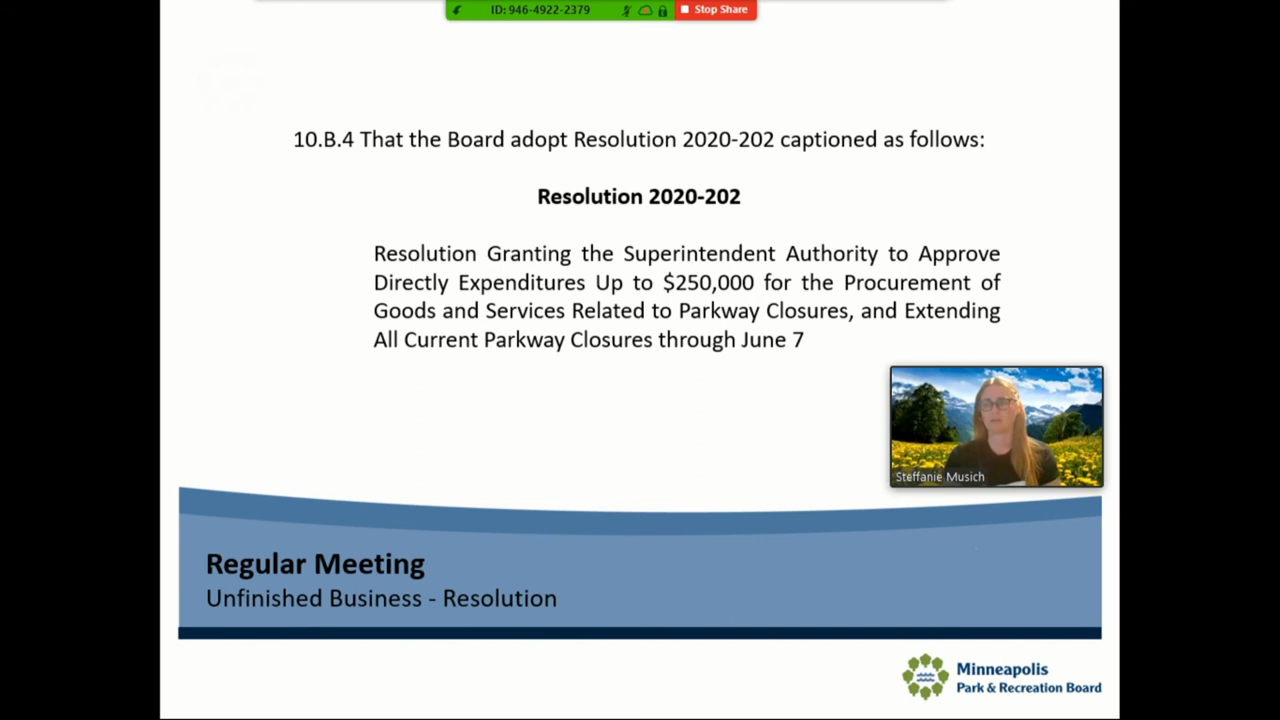 ID: 946-4922-2379
Stop Share
10.B.4 That the Board adopt Resolution 2020-202 captioned as follows:
Resolution 2020-202
Resolution Granting the Superintendent Authority to Approve
Directly Expenditures Up to $250,000 for the Procurement of
Goods and Services Related to Parkway Closures, and Extending
All Current Parkway Closures through June 7
Steffanie Musich
Regular Meeting
Unfinished Business - Resolution
Minneapolis
Park & Recreation Board